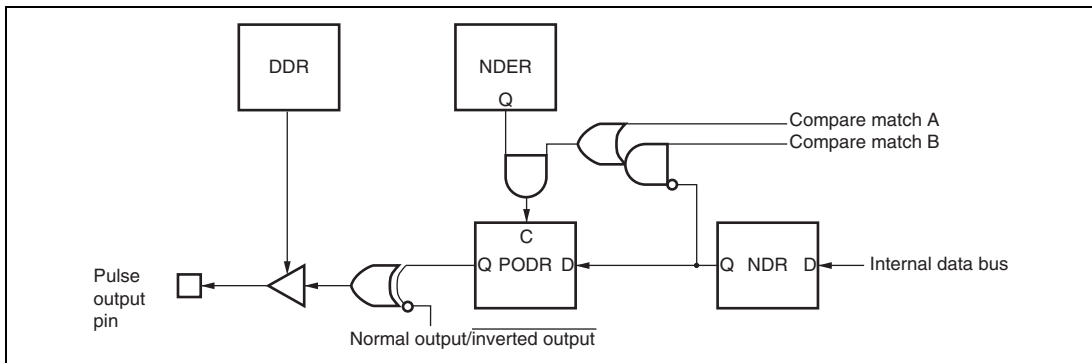 DDR
NDER
Q
Compare match A
Compare match B
C
Q PODR D
Q NDR D
Internal data bus
Pulse
output
pin
Normal output/inverted output